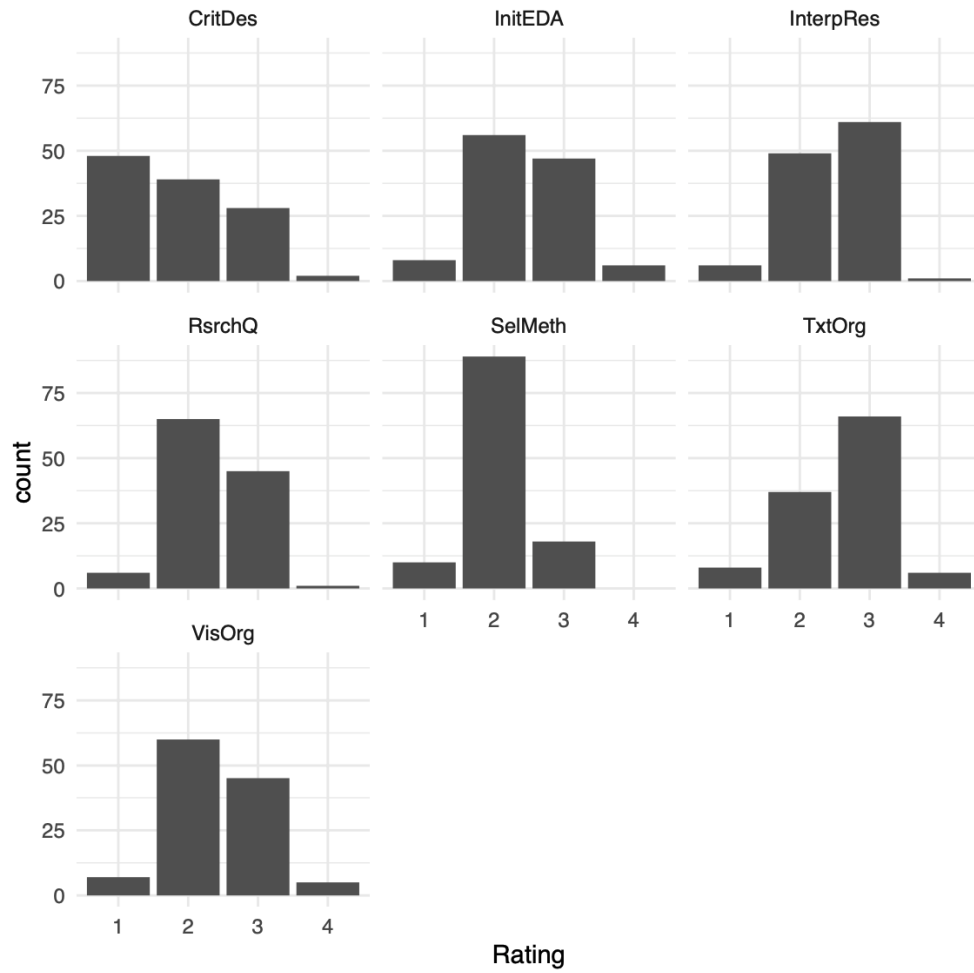 CritDes InitEDA InterpRes
75
50
25
0
RsrchQ SelMeth TxtOrg
75
50
25
0
1 2 3 4 1 2 3 4
VisOrg
75
50
25
0
1 2 3 4
count
Rating